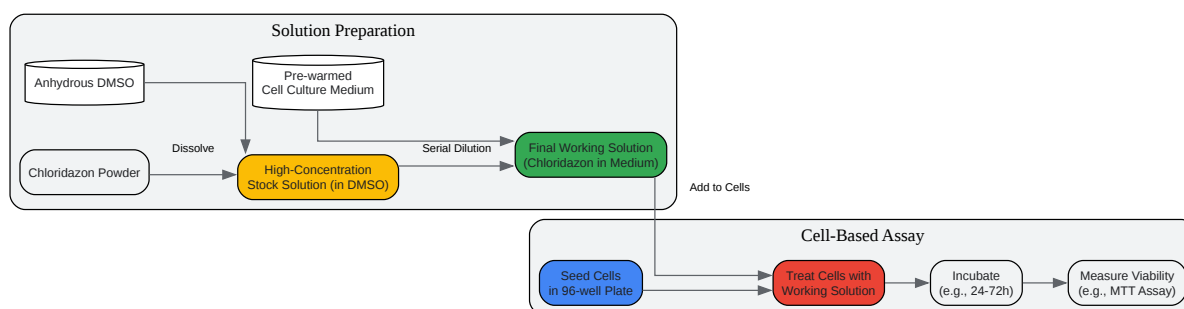 Solution Preparation
Anhydrous DMSO
Pre-warmed
Cell Culture Medium
Chloridazon Powder
Dissolve
High-Concentration
Stock Solution (in DMSO)
Serial Dilution
Final Working Solution
(Chloridazon in Medium)
Add to Cells
Cell-Based Assay
Seed Cells
in 96-well Plate
Treat Cells with
Working Solution
Incubate
(e.g., 24-72h)
Measure Viability
(e.g., MTT Assay)